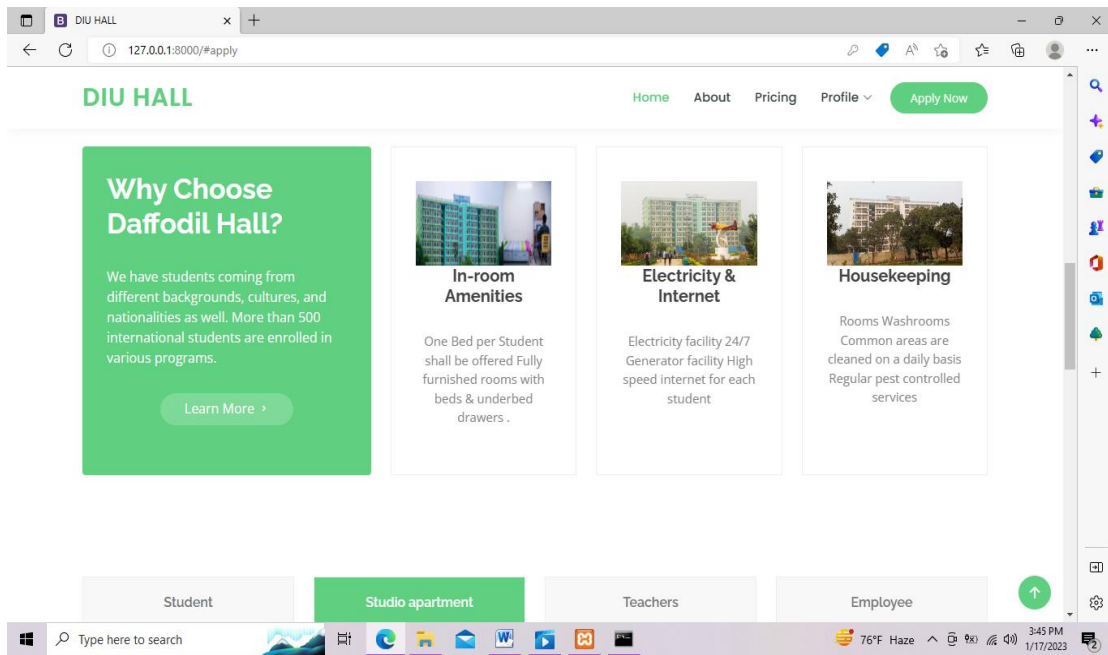 DIU HALL
127.0.0.1:8000/#apply
DIU HALL
Home About Pricing Profile Apply Now
Why Choose
Daffodil Hall?
We have students coming from
different backgrounds, cultures, and
nationalities as well. More than 500
international students are enrolled in
various programs.
Learn More
In-room
Amenities
One Bed per Student
shall be offered Fully
furnished rooms with
beds & underbed
drawers .
Electricity &
Internet
Electricity facility 24/7
Generator facility High
speed internet for each
student
Housekeeping
Rooms Washrooms
Common areas are
cleaned on a daily basis
Regular pest controlled
services
Student Studio apartment Teachers Employee
Type here to search
76°F Haze
3:45 PM
1/17/2023
2